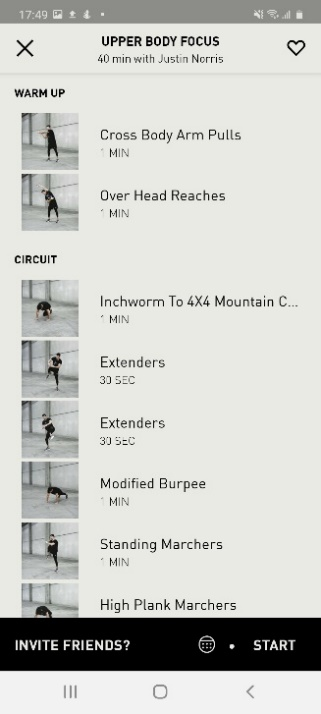 17:49
UPPER BODY FOCUS
40 min with Justin Norris
WARM UP
Cross Body Arm Pulls
1 MIN
Over Head Reaches
1 MIN
CIRCUIT
Inchworm To 4X4 Mountain C...
1 MIN
Extenders
30 SEC
Extenders
30 SEC
Modified Burpee
1 MIN
Standing Marchers
1 MIN
High Plank Marchers
INVITE FRIENDS? • START